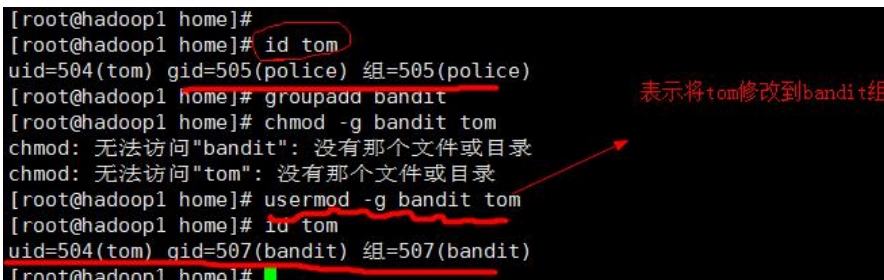 [root@hadoop1 home]#
[root@hadoop1 home]# id tom
uid=504(tom) gid=505(police) 组=505(police)
[root@hadoop1 home]# groupadd bandit
表示将tom修改到bandit组
[root@hadoop1 home]# chmod -g bandit tom
chmod: 无法访问"bandit": 没有那个文件或目录
chmod: 无法访问"tom": 没有那个文件或目录
[root@hadoop1 home]# usermod -g bandit tom
[root@hadoop1 home]# id tom
uid=504(tom) gid=507(bandit) 组=507(bandit)
[root@hadoop1 home]#